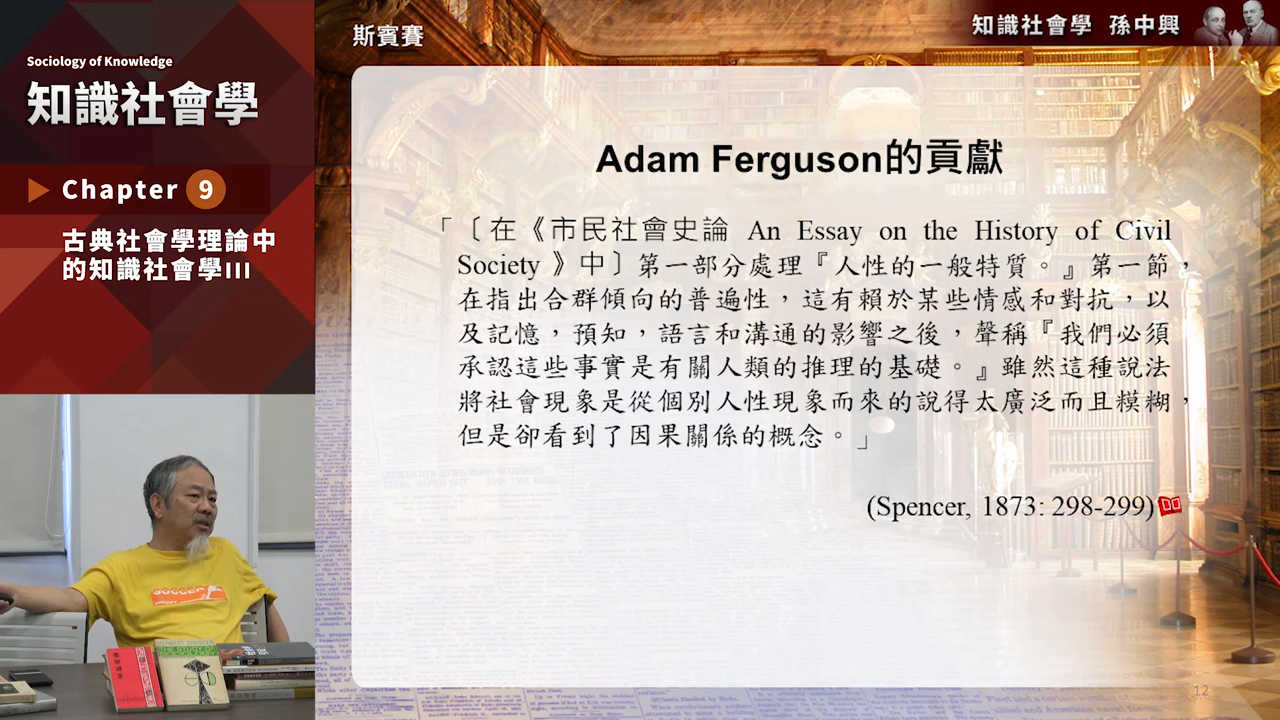 Sociology of Knowledge
知識社會學
Chapter 9
古典社會學理論中
的知識社會學III
斯賓賽
知識社會學 孫中興
Adam Ferguson的貢獻
「〔在《市民社會史論 An Essay on the History of Civil
Society 》中〕第一部分處理『人性的一般特質。』第一節，
在指出合群傾向的普遍性，這有賴於某些情感和對抗，以
及記憶，預知，語言和溝通的影響之後，聲稱『我們必須
承認這些事實是有關人類的推理的基礎。』雖然這種說法
將社會現象是從個別人性現象而來的說得太廣泛而且模糊，
但是卻看到了因果關係的概念。」
(Spencer, 1873: 298-299)
12
SOCCER
HERBERT SPENCER